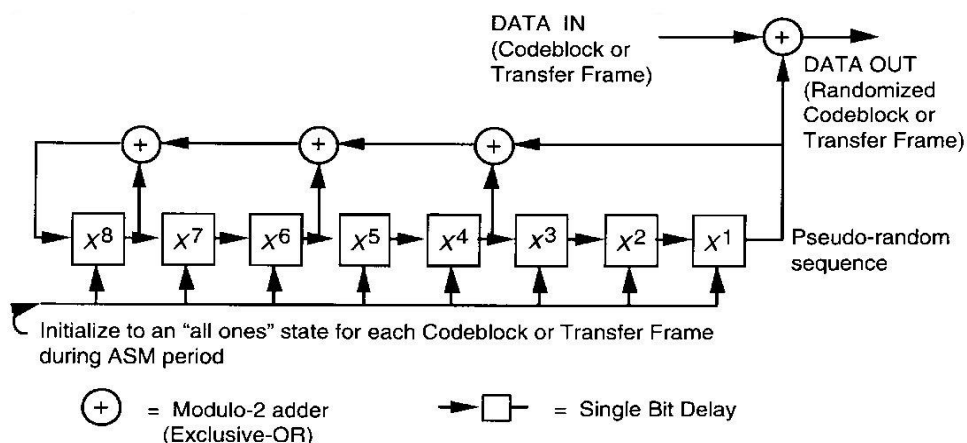 DATA IN
(Codeblock or
Transfer Frame)
+
DATA OUT
(Randomized
Codeblock or
Transfer Frame)
+ + +
X8 X7 X6 X5 X4 X3 X2 X1
Pseudo-random
sequence
Initialize to an “all ones” state for each Codeblock or Transfer Frame
during ASM period
+ = Modulo-2 adder
(Exclusive-OR)
= Single Bit Delay